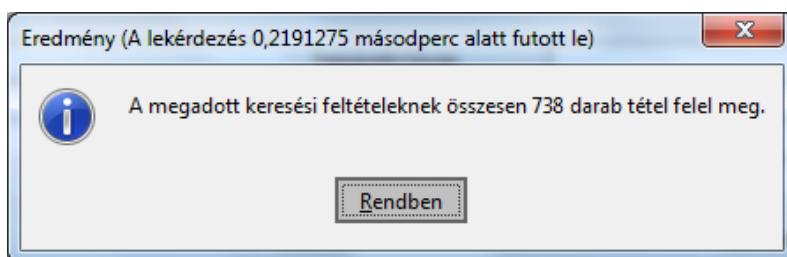 Eredmény (A lekérdezés 0,2191275 másodperc alatt futott le)
A megadott keresési feltételeknek összesen 738 darab tétel felel meg.
Rendben